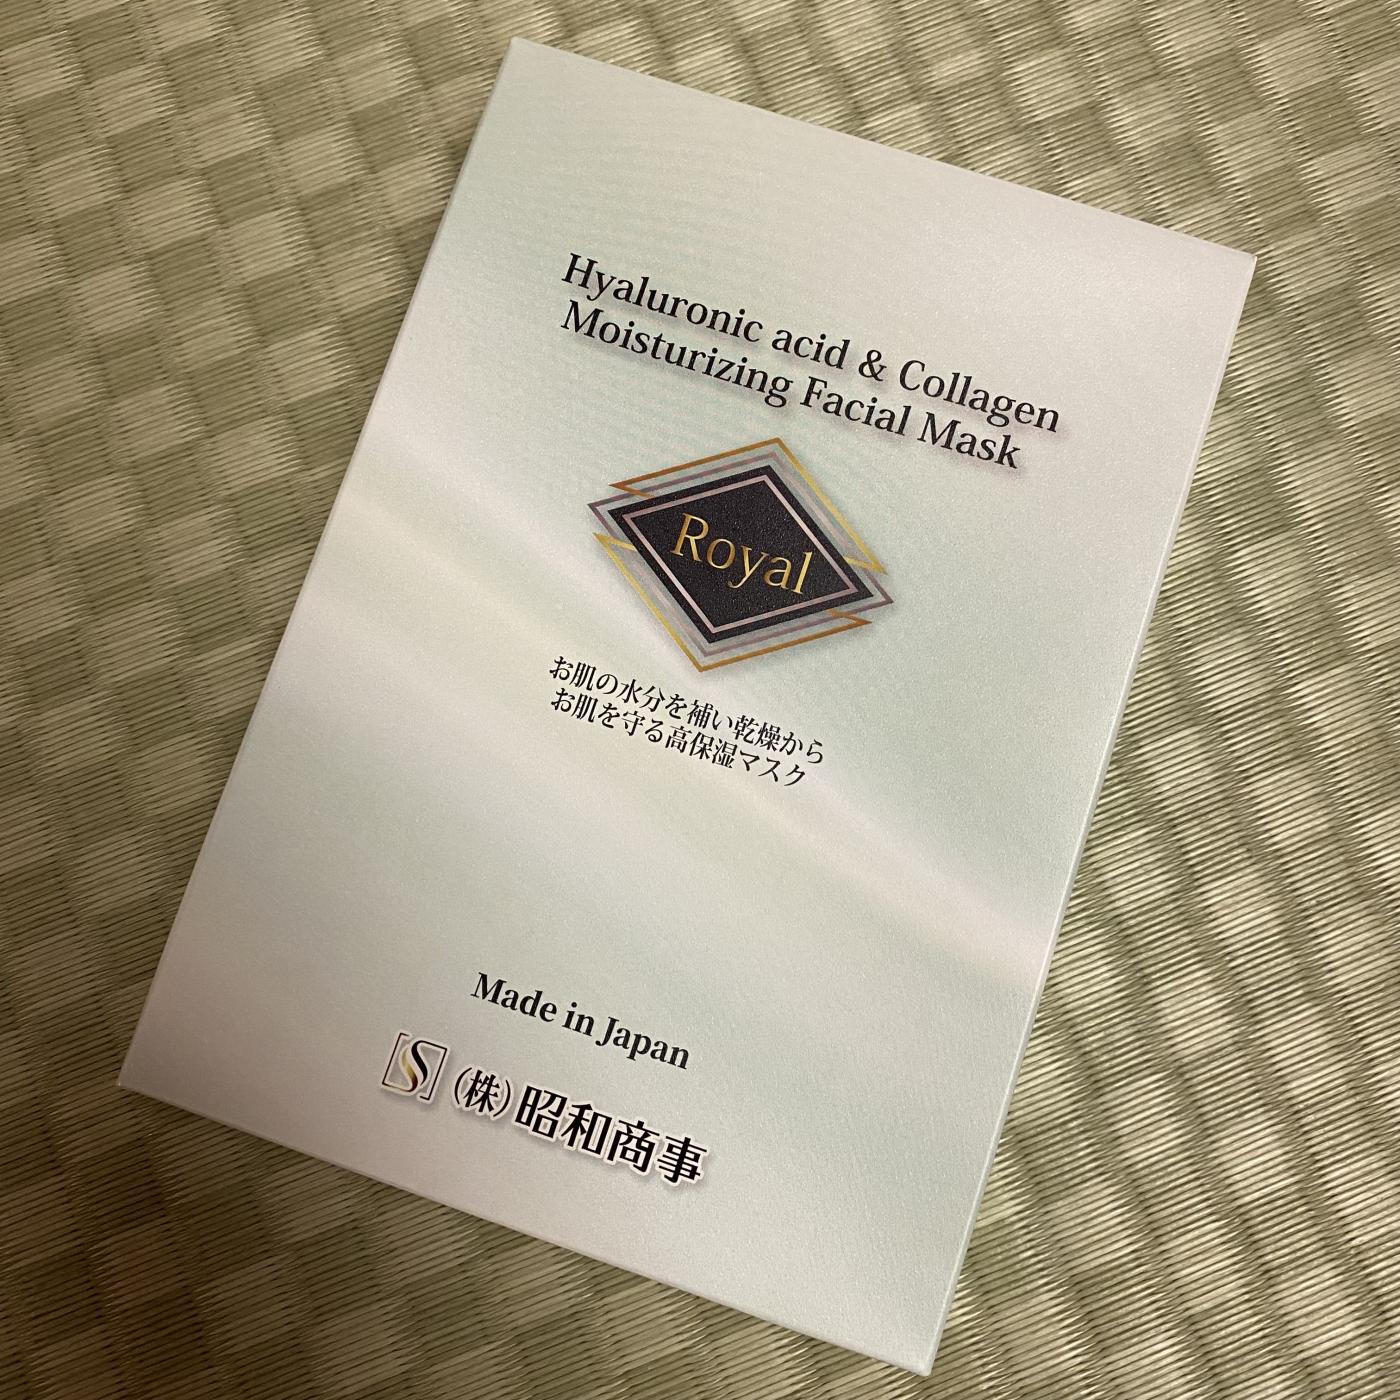 Hyaluronic acid & Collagen
Moisturizing Facial Mask
Royal
お肌の水分を補い乾燥から
お肌を守る高保湿マスク
Made in Japan
[S] (株)昭和商事